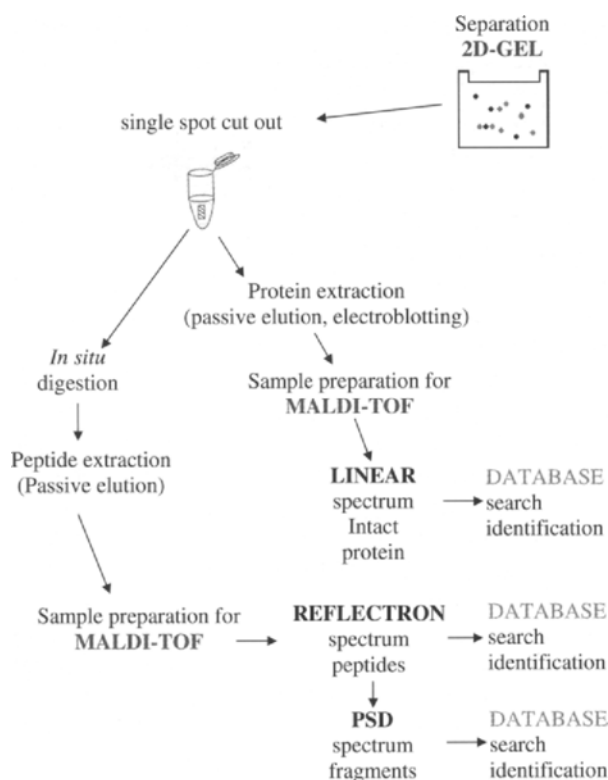 Separation
2D-GEL
single spot cut out
Protein extraction
(passive elution, electroblotting)
In situ
digestion
Sample preparation for
MALDI-TOF
Peptide extraction
(Passive elution)
LINEAR
spectrum
Intact
protein
DATABASE
search
identification
Sample preparation for
MALDI-TOF
REFLECTRON
spectrum
peptides
DATABASE
search
identification
PSD
spectrum
fragments
DATABASE
search
identification